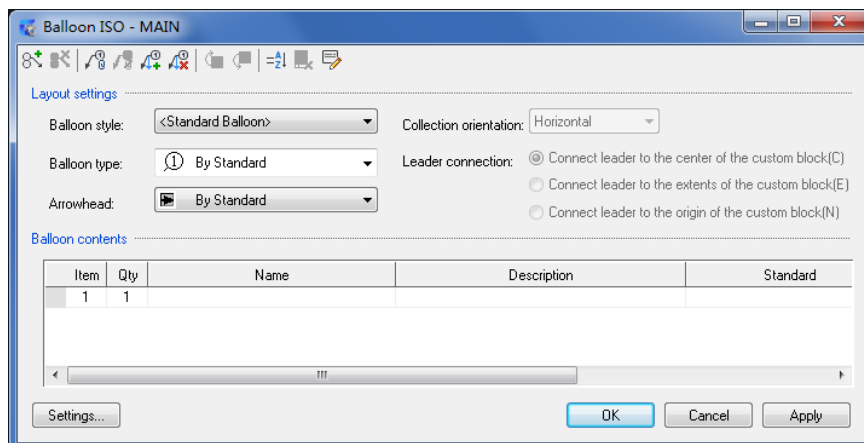 Balloon ISO - MAIN
Layout settings
Balloon style: <Standard Balloon> Collection orientation: Horizontal
Balloon type: 1 By Standard Leader connection: Connect leader to the center of the custom block(C)
Connect leader to the extents of the custom block(E)
Arrowhead: By Standard
Connect leader to the origin of the custom block(N)
Balloon contents
Item Qty Name Description Standard
1 1
Settings... OK Cancel Apply